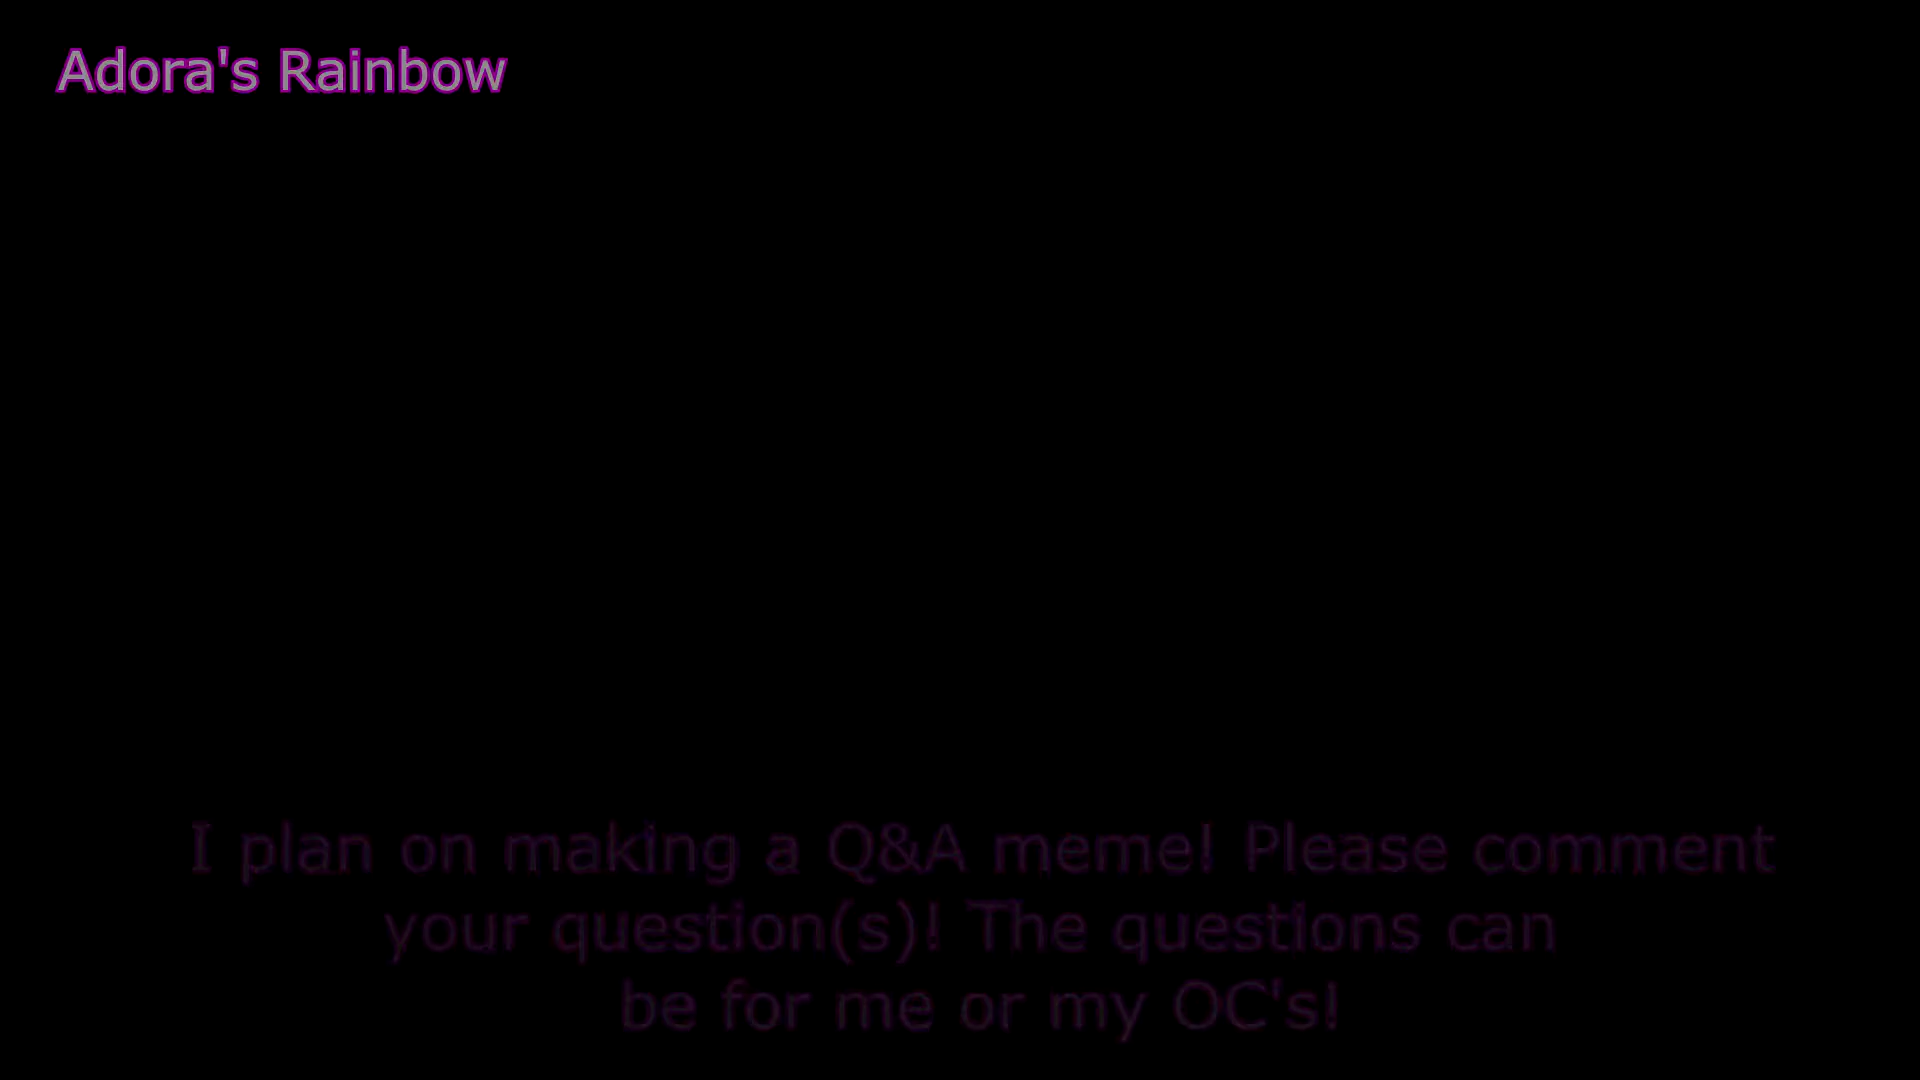 Adora's Rainbow
I plan on making a Q&A meme! Please comment
your question(s)! The questions can
be for me or my OC's!